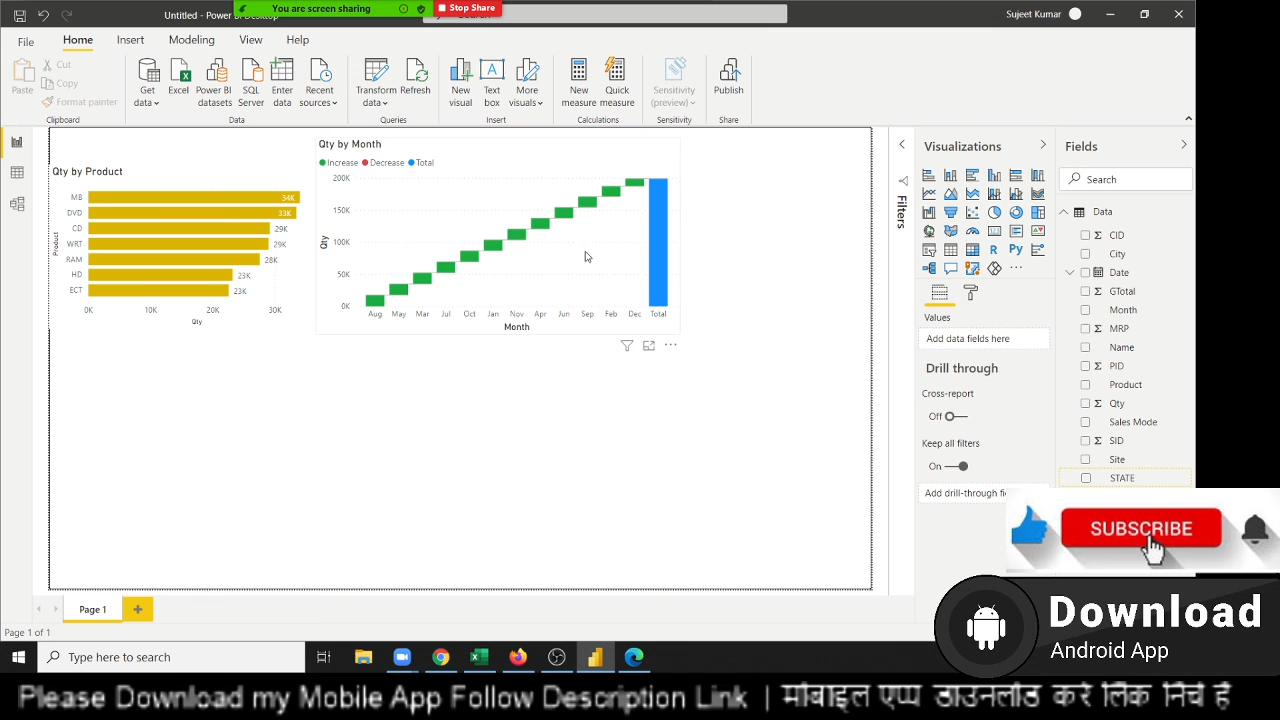 Untitled - Power BI Desktop
You are screen sharing
Stop Share
Sujeet Kumar
File
Home
Insert
Modeling
View
Help
Paste
Cut
Copy
Format painter
Get data
Excel
Power BI datasets
SQL Server
Enter data
Recent sources
Transform data
Refresh
New visual
Text box
More visuals
New measure
Quick measure
Sensitivity (preview)
Publish
Clipboard
Data
Queries
Insert
Calculations
Sensitivity
Share
Qty by Product
MB 34K
DVD 33K
CD 29K
WRT 29K
RAM 28K
HD 23K
ECT 23K
Product
0K 10K 20K 30K
Qty
Qty by Month
Increase Decrease Total
200K
150K
100K
50K
0K
Qty
Aug May Mar Jul Oct Jan Nov Apr Jun Sep Feb Dec Total
Month
Filters
Visualizations
R
Py
Values
Add data fields here
Drill through
Cross-report
Off
Keep all filters
On
Add drill-through fi
Fields
Search
Data
CID
City
Date
GTotal
Month
MRP
Name
PID
Product
Qty
Sales Mode
SID
Site
STATE
SUBSCRIBE
Download
Android App
Page 1
Page 1 of 1
Type here to search
Please Download my Mobile App Follow Description Link | मोबाइल एप्प डाउनलोड करे लिंक निचे है